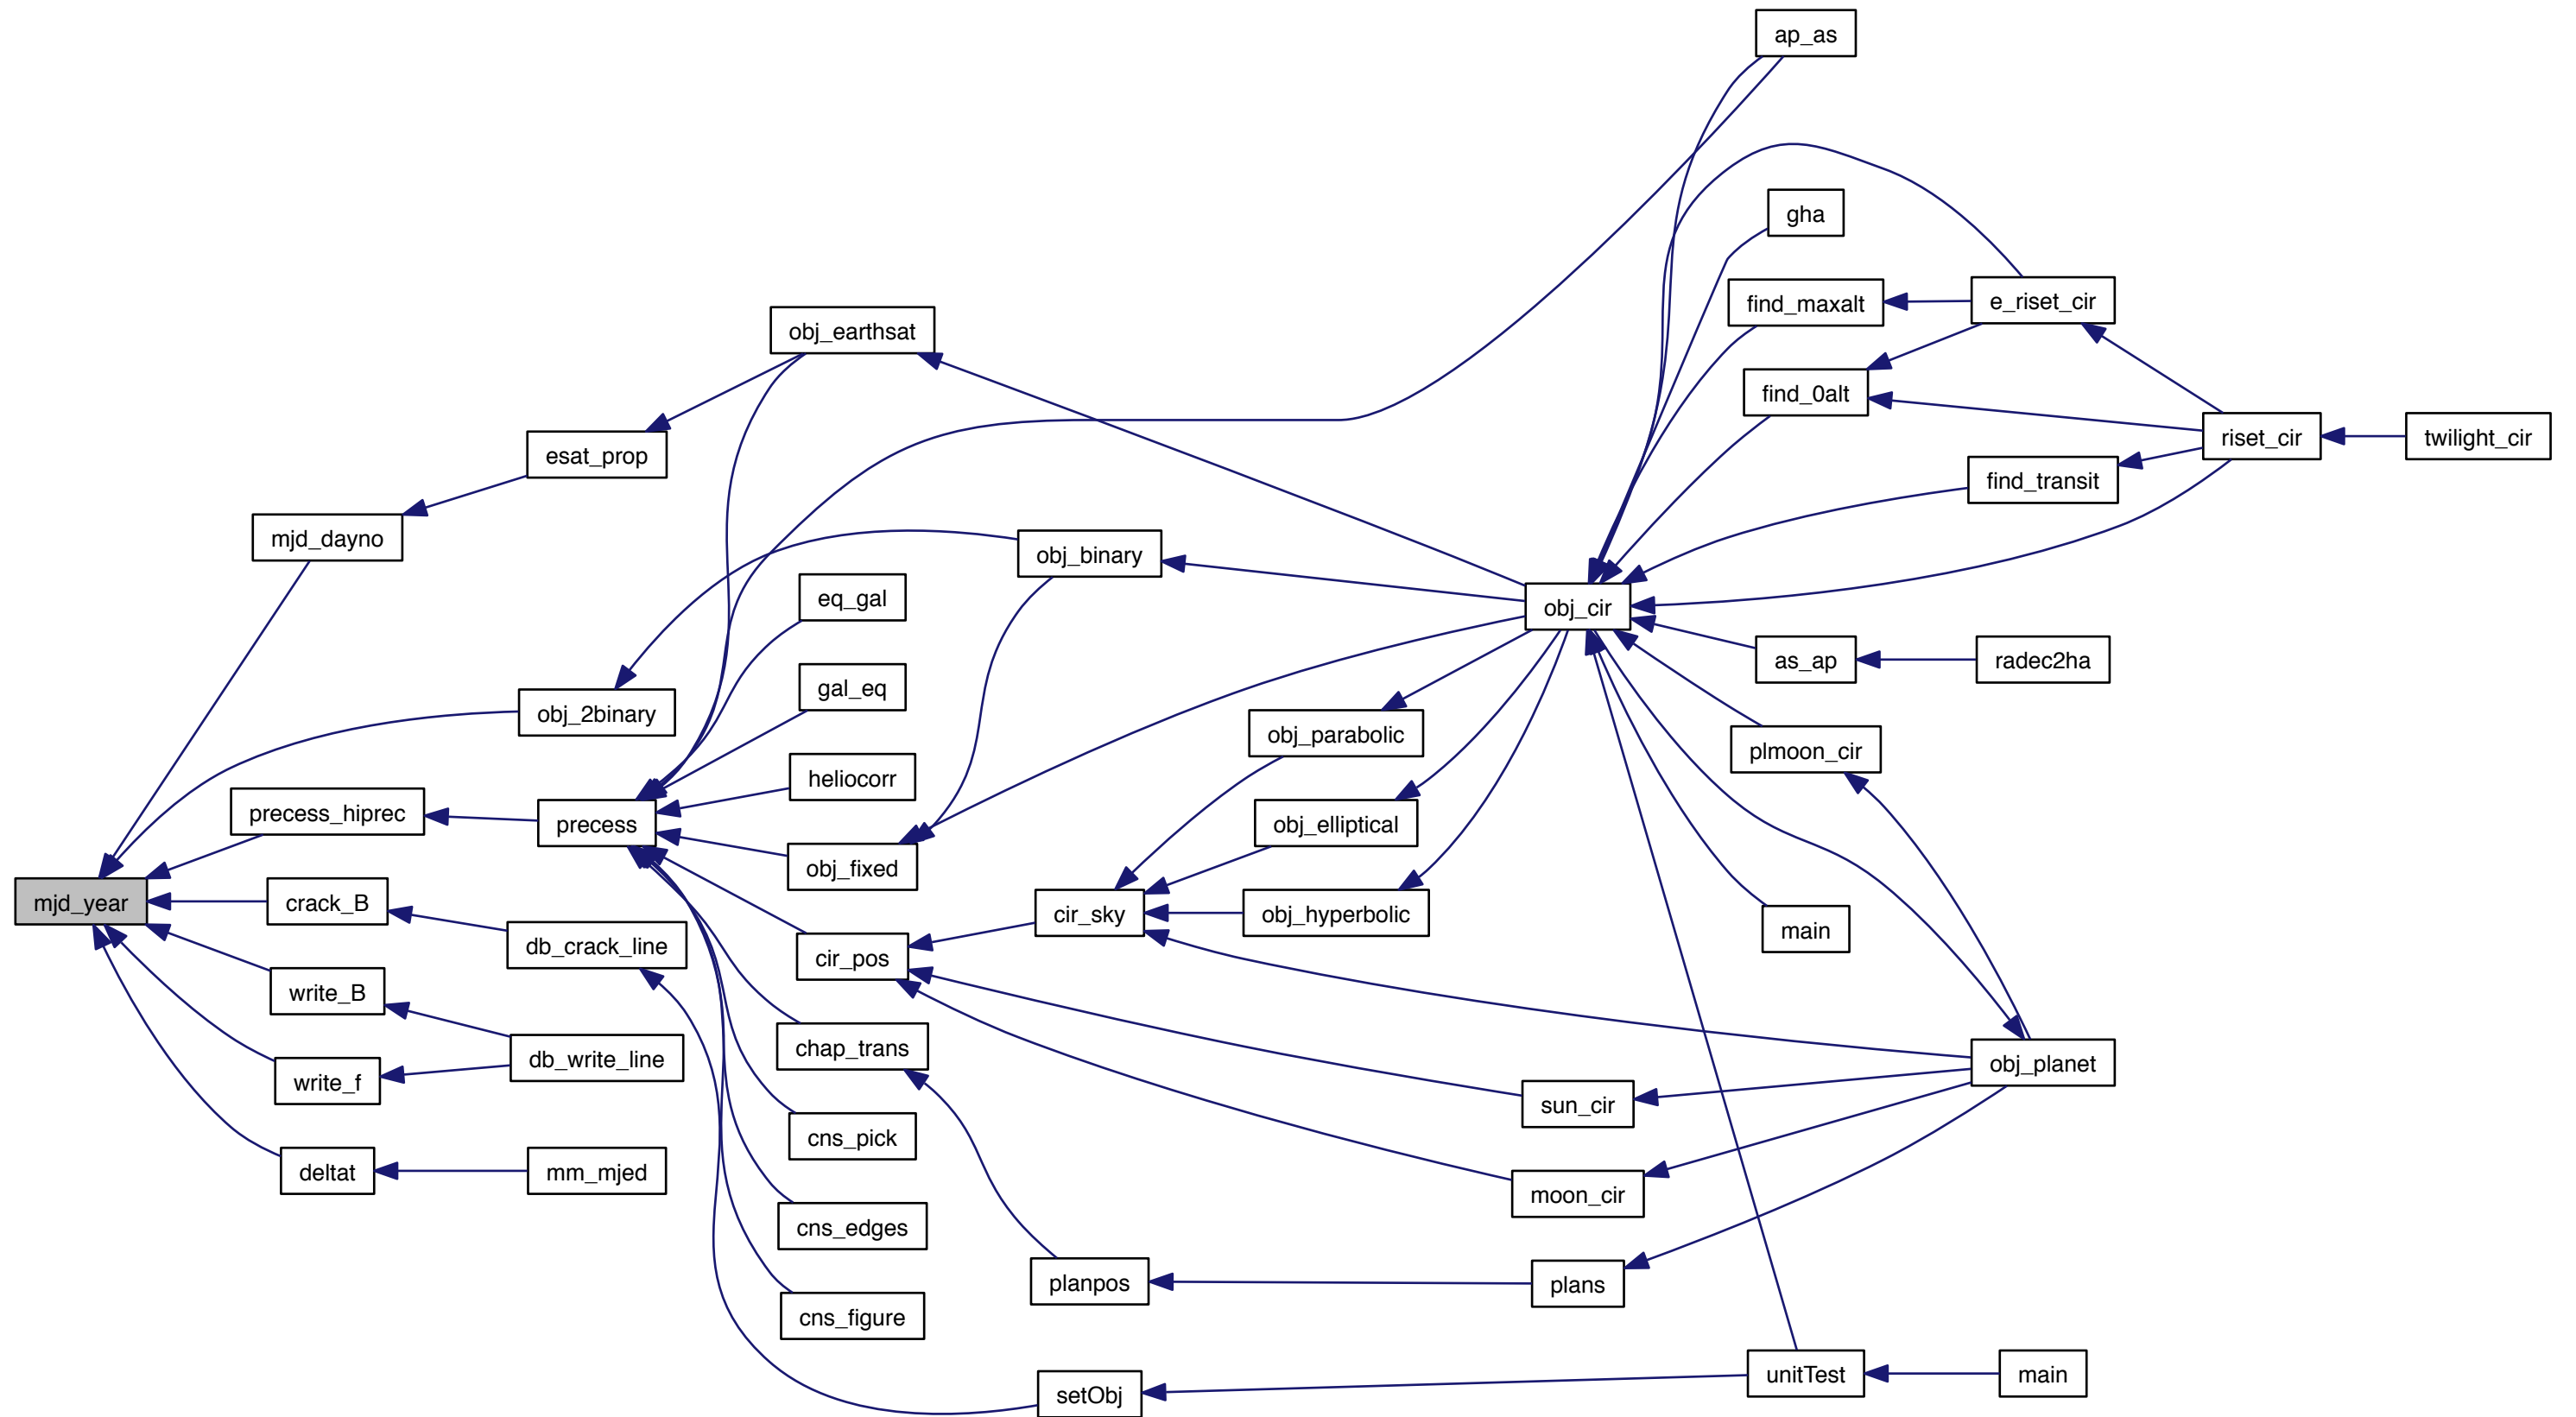 ap_as
gha
e_riset_cir
find_maxalt
obj_earthsat
find_0alt
riset_cir
twilight_cir
esat_prop
find_transit
mjd_dayno
obj_binary
eq_gal
obj_cir
as_ap
radec2ha
gal_eq
obj_2binary
obj_parabolic
plmoon_cir
heliocorr
precess_hiprec
precess
obj_elliptical
obj_fixed
mjd_year
crack_B
cir_sky
obj_hyperbolic
main
db_crack_line
cir_pos
write_B
chap_trans
db_write_line
obj_planet
write_f
sun_cir
cns_pick
deltat
mm_mjed
moon_cir
cns_edges
planpos
plans
cns_figure
unitTest
main
setObj